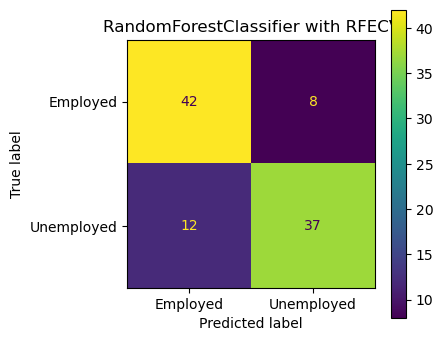 RandomForestClassifier with RFECV
True label
Employed
42
8
Unemployed
12
37
Employed
Unemployed
Predicted label
40
35
30
25
20
15
10